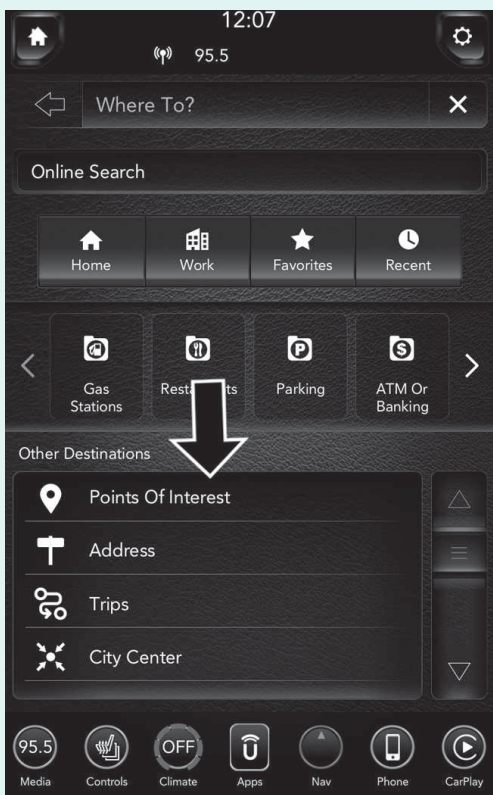 12:07
95.5
Where To?
Online Search
Home Work Favorites Recent
Gas Stations
Parking
ATM Or Banking
Other Destinations
Points Of Interest
Address
Trips
City Center
95.5 OFF
Media Controls Climate Apps Nav Phone CarPlay